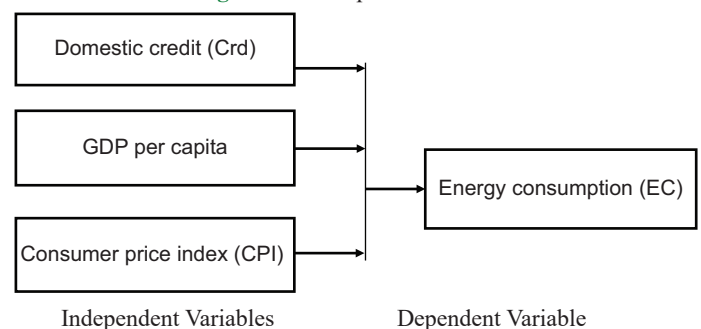 Domestic credit (Crd)
GDP per capita
Energy consumption (EC)
Consumer price index (CPI)
Independent Variables Dependent Variable